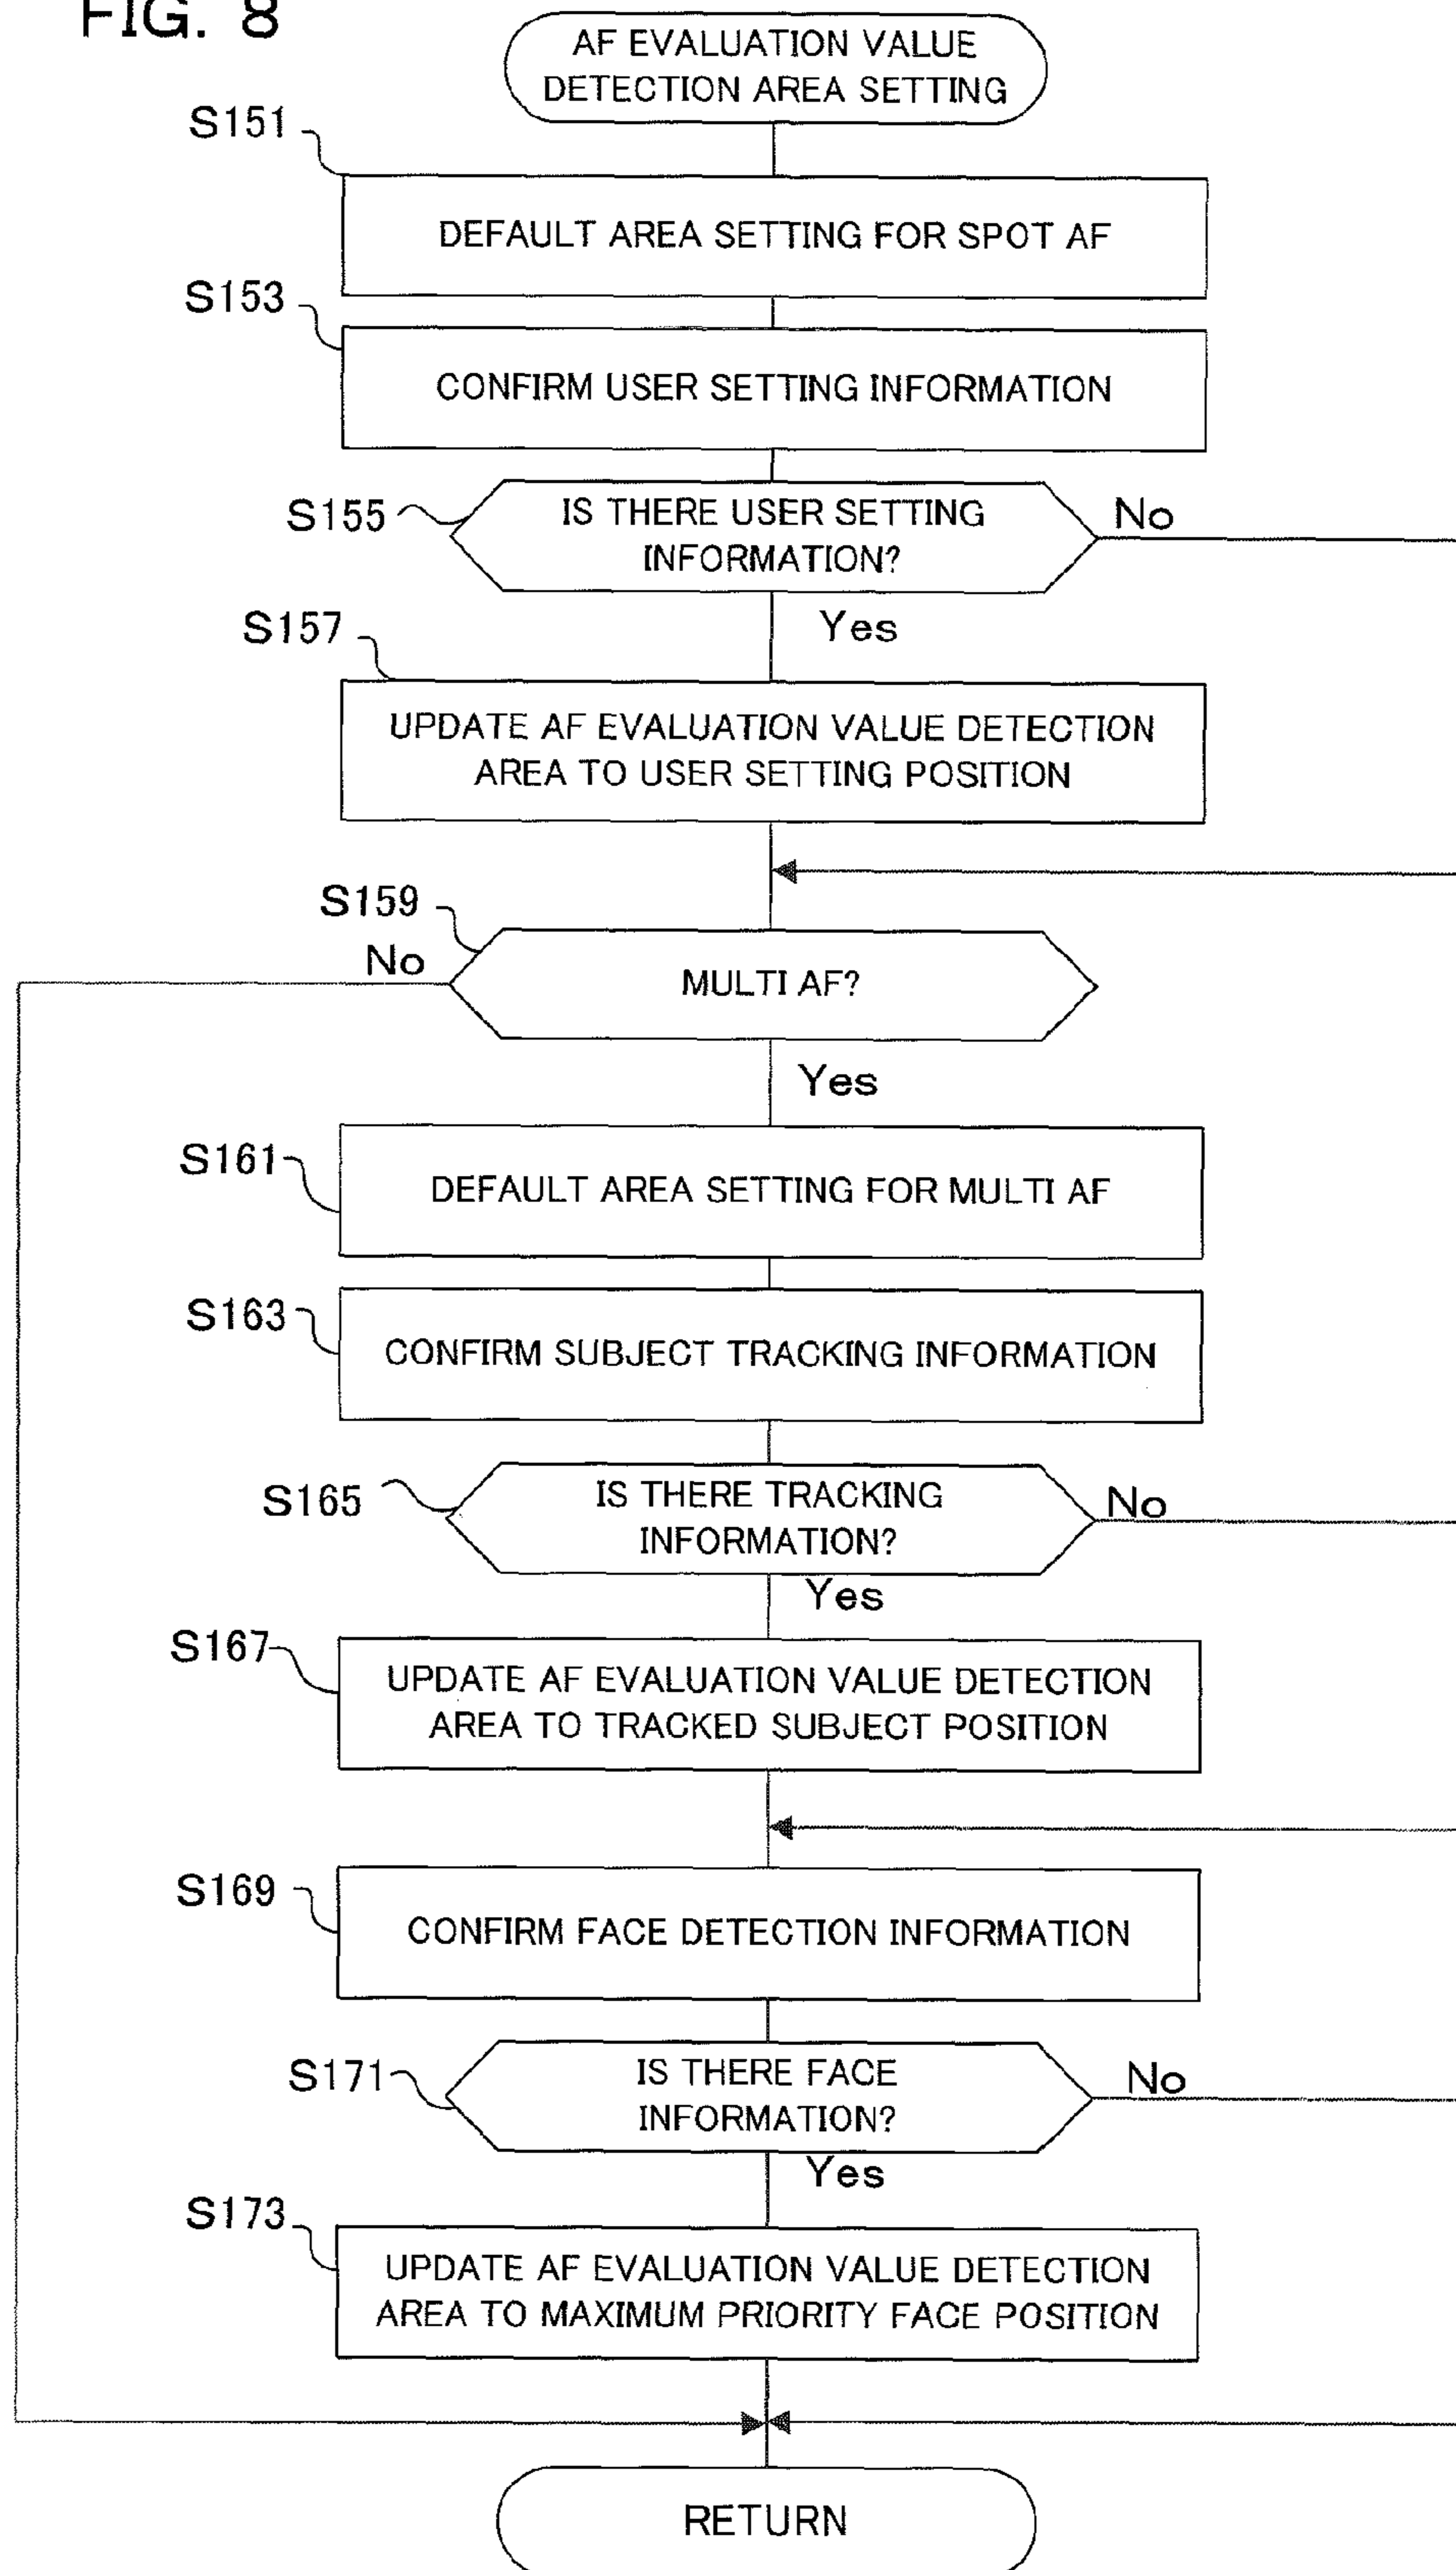 FIG. 8
AF EVALUATION VALUE
DETECTION AREA SETTING
S151
DEFAULT AREA SETTING FOR SPOT AF
S153
CONFIRM USER SETTING INFORMATION
S155
IS THERE USER SETTING
INFORMATION?
No
Yes
S157
UPDATE AF EVALUATION VALUE DETECTION
AREA TO USER SETTING POSITION
S159
No
MULTI AF?
Yes
S161
DEFAULT AREA SETTING FOR MULTI AF
S163
CONFIRM SUBJECT TRACKING INFORMATION
S165
IS THERE TRACKING
INFORMATION?
No
Yes
S167
UPDATE AF EVALUATION VALUE DETECTION
AREA TO TRACKED SUBJECT POSITION
S169
CONFIRM FACE DETECTION INFORMATION
S171
IS THERE FACE
INFORMATION?
No
Yes
S173
UPDATE AF EVALUATION VALUE DETECTION
AREA TO MAXIMUM PRIORITY FACE POSITION
RETURN